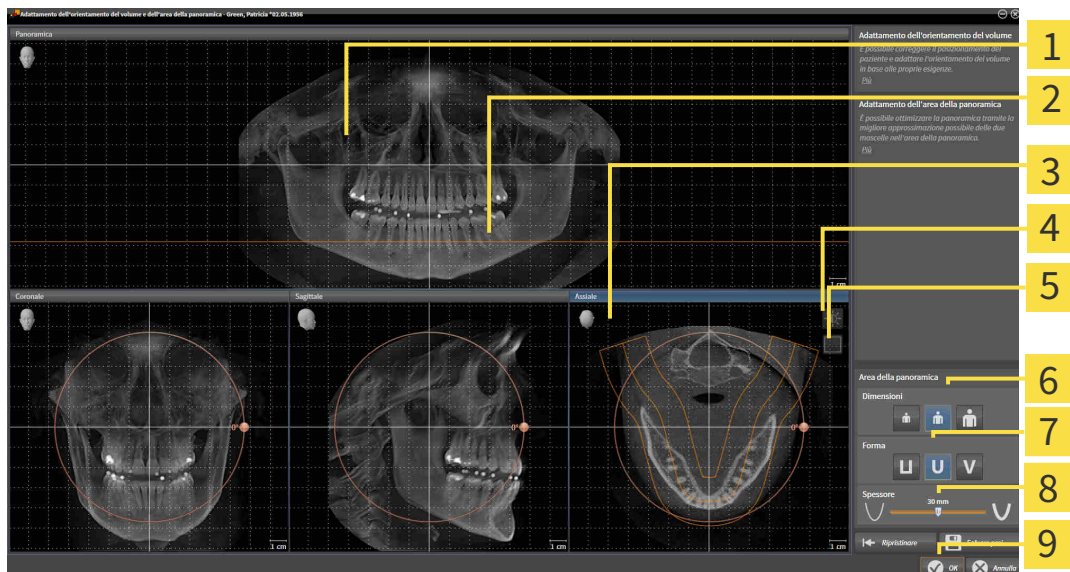 Adattamento dell'orientamento del volume e dell'area della panoramica - Green, Patricia *02.05.1956
Panoramica
1 cm
Coronale
0°
1 cm
Sagittale
0°
1 cm
Assiale
0°
1 cm
Adattamento dell'orientamento del volume
È possibile correggere il posizionamento del
paziente e adattare l'orientamento del volume
in base alle proprie esigenze.
Più
Adattamento dell'area della panoramica
È possibile ottimizzare la panoramica tramite la
migliore approssimazione possibile delle due
mascelle nell'area della panoramica.
Più
Area della panoramica
Dimensioni
Forma
U V
Spessore
30 mm
Ripristinare
OK Annulla
1
2
3
4
5
6
7
8
9